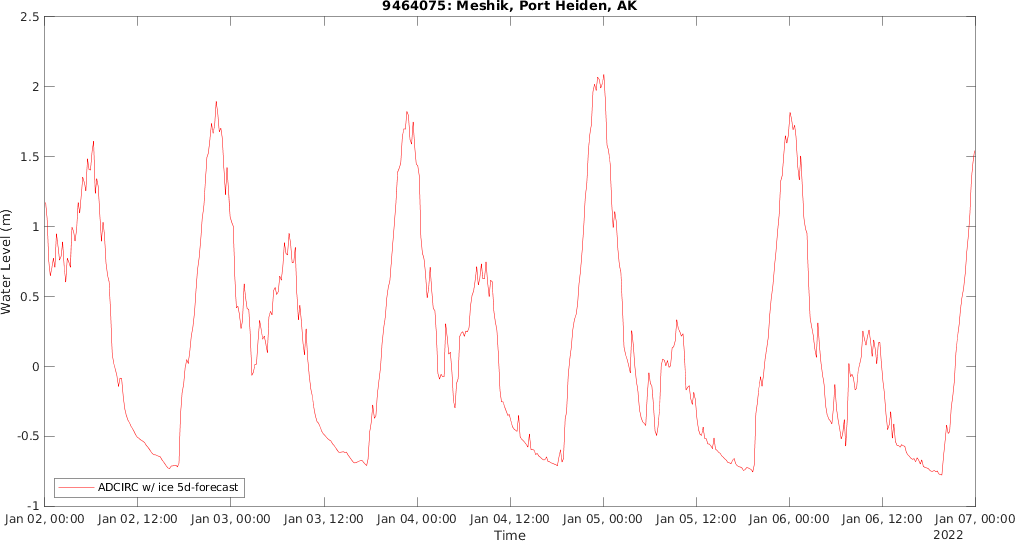 9464075: Meshik, Port Heiden, AK
2.5
2
1.5
1
0.5
0
-0.5
-1
Water Level (m)
ADCIRC w/ ice 5d-forecast
Jan 02, 00:00 Jan 02, 12:00 Jan 03, 00:00 Jan 03, 12:00 Jan 04, 00:00 Jan 04, 12:00 Jan 05, 00:00 Jan 05, 12:00 Jan 06, 00:00 Jan 06, 12:00 Jan 07, 00:00
Time
2022